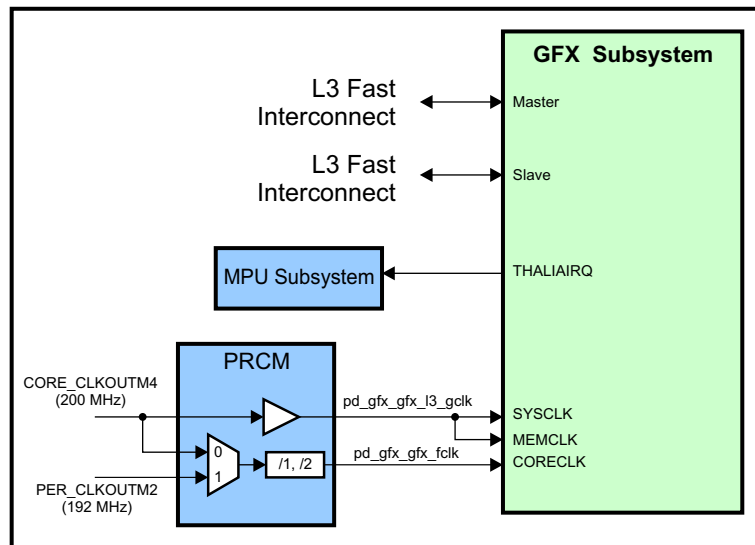 GFX Subsystem
L3 Fast
Interconnect
Master
L3 Fast
Interconnect
Slave
MPU Subsystem
THALIAIRQ
PRCM
CORE_CLKOUTM4
(200 MHz)
pd_gfx_gfx_l3_gclk
SYSCLK
MEMCLK
0
/1, /2
pd_gfx_gfx_fclk
CORECLK
1
PER_CLKOUTM2
(192 MHz)